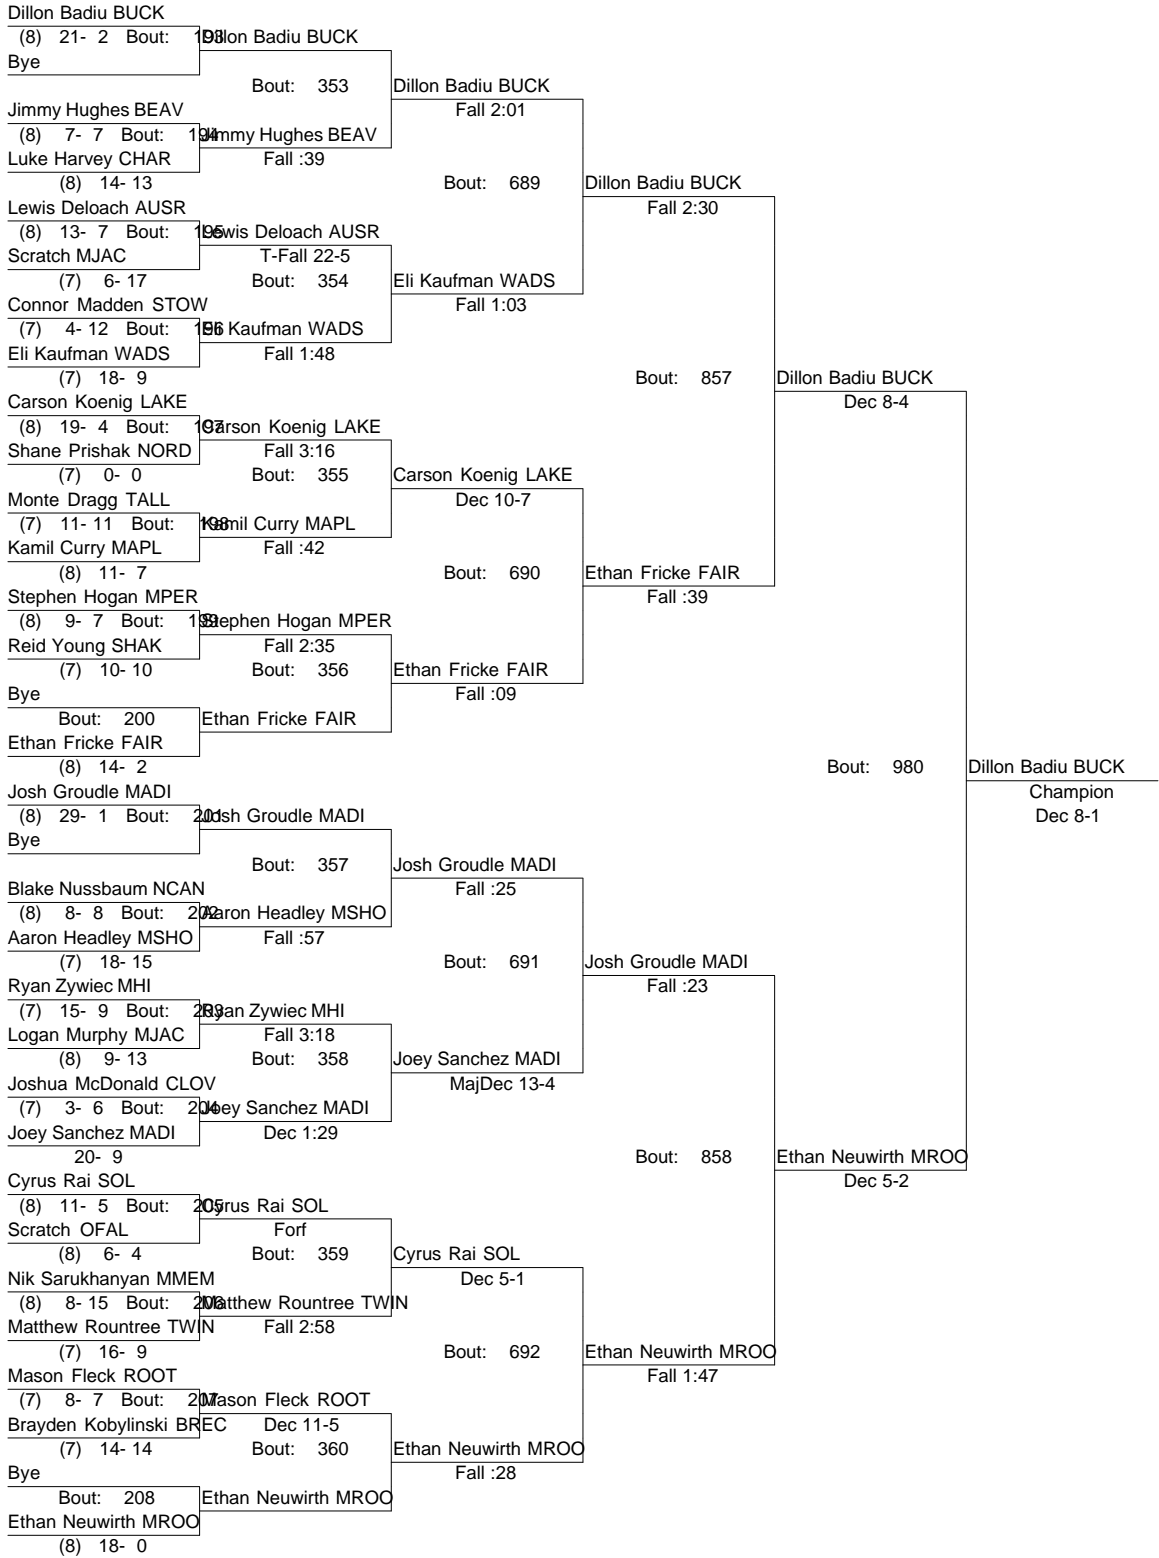 Dillon Badiu BUCK
(8) 21- 2 Bout: 193 Dillon Badiu BUCK
Bye
Bout: 353 Dillon Badiu BUCK
Jimmy Hughes BEAV Fall 2:01
(8) 7- 7 Bout: 194 Jimmy Hughes BEAV
Luke Harvey CHAR Fall :39
(8) 14- 13 Bout: 689 Dillon Badiu BUCK
Lewis Deloach AUSR Fall 2:30
(8) 13- 7 Bout: 195 Lewis Deloach AUSR
Scratch MJAC T-Fall 22-5
(7) 6- 17 Bout: 354 Eli Kaufman WADS
Connor Madden STOW Fall 1:03
(7) 4- 12 Bout: 196 Eli Kaufman WADS
Eli Kaufman WADS Fall 1:48
(7) 18- 9 Bout: 857 Dillon Badiu BUCK
Carson Koenig LAKE Dec 8-4
(8) 19- 4 Bout: 197 Carson Koenig LAKE
Shane Prishak NORD Fall 3:16
(7) 0- 0 Bout: 355 Carson Koenig LAKE
Monte Dragg TALL Dec 10-7
(7) 11- 11 Bout: 198 Kamil Curry MAPL
Kamil Curry MAPL Fall :42
(8) 11- 7 Bout: 690 Ethan Fricke FAIR
Stephen Hogan MPER Fall :39
(8) 9- 7 Bout: 199 Stephen Hogan MPER
Reid Young SHAK Fall 2:35
(7) 10- 10 Bout: 356 Ethan Fricke FAIR
Bye Fall :09
Bout: 200 Ethan Fricke FAIR
Ethan Fricke FAIR
(8) 14- 2 Bout: 980 Dillon Badiu BUCK
Josh Groudle MADI Champion
(8) 29- 1 Bout: 201 Josh Groudle MADI Dec 8-1
Bye
Bout: 357 Josh Groudle MADI
Blake Nussbaum NCAN Fall :25
(8) 8- 8 Bout: 202 Aaron Headley MSHO
Aaron Headley MSHO Fall :57
(7) 18- 15 Bout: 691 Josh Groudle MADI
Ryan Zywiec MHI Fall :23
(7) 15- 9 Bout: 203 Ryan Zywiec MHI
Logan Murphy MJAC Fall 3:18
(8) 9- 13 Bout: 358 Joey Sanchez MADI
Joshua McDonald CLOV MajDec 13-4
(7) 3- 6 Bout: 204 Joey Sanchez MADI
Joey Sanchez MADI Dec 1:29
20- 9 Bout: 858 Ethan Neuwirth MROO
Cyrus Rai SOL Dec 5-2
(8) 11- 5 Bout: 205 Cyrus Rai SOL
Scratch OFAL Forf
(8) 6- 4 Bout: 359 Cyrus Rai SOL
Nik Sarukhanyan MMEM Dec 5-1
(8) 8- 15 Bout: 206 Matthew Rountree TWIN
Matthew Rountree TWIN Fall 2:58
(7) 16- 9 Bout: 692 Ethan Neuwirth MROO
Mason Fleck ROOT Fall 1:47
(7) 8- 7 Bout: 207 Mason Fleck ROOT
Brayden Kobylinski BREC Dec 11-5
(7) 14- 14 Bout: 360 Ethan Neuwirth MROO
Bye Fall :28
Bout: 208 Ethan Neuwirth MROO
Ethan Neuwirth MROO
(8) 18- 0